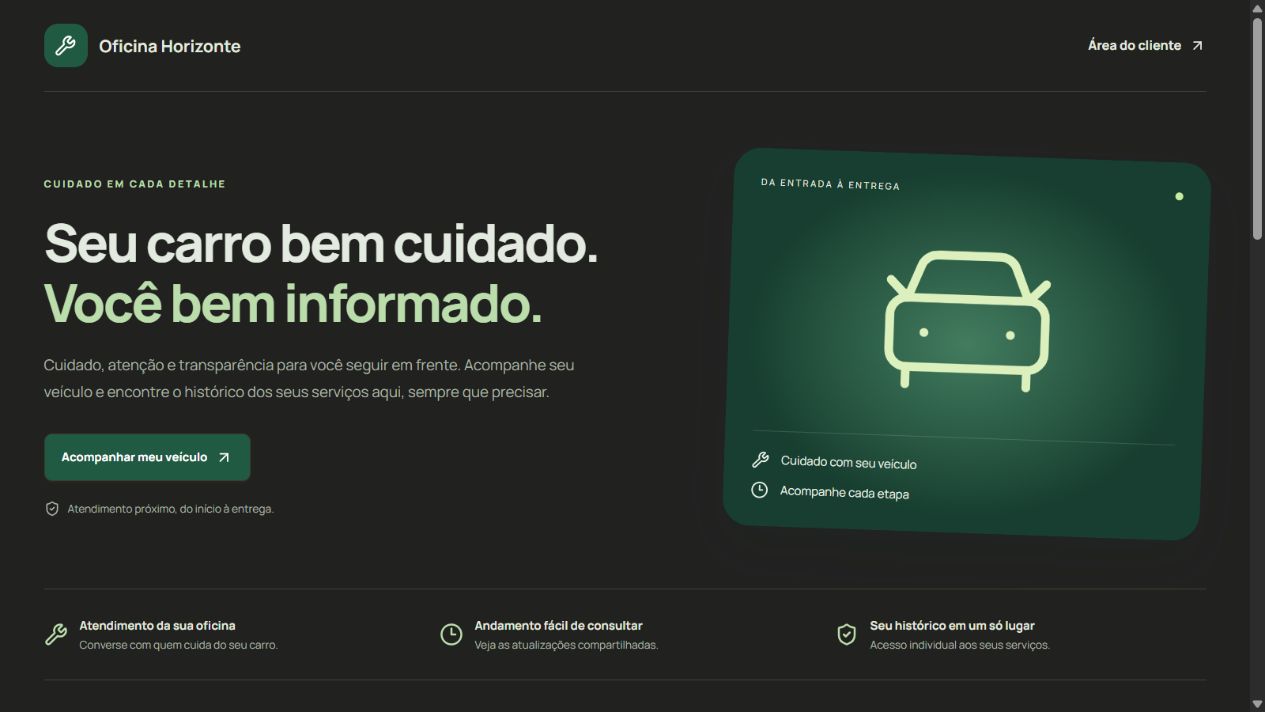 Oficina Horizonte
Área do cliente
CUIDADO EM CADA DETALHE
Seu carro bem cuidado.
Você bem informado.
Cuidado, atenção e transparência para você seguir em frente. Acompanhe seu
veículo e encontre o histórico dos seus serviços aqui, sempre que precisar.
Acompanhar meu veículo
Atendimento próximo, do início à entrega.
DA ENTRADA À ENTREGA
Cuidado com seu veículo
Acompanhe cada etapa
Atendimento da sua oficina
Converse com quem cuida do seu carro.
Andamento fácil de consultar
Veja as atualizações compartilhadas.
Seu histórico em um só lugar
Acesso individual aos seus serviços.